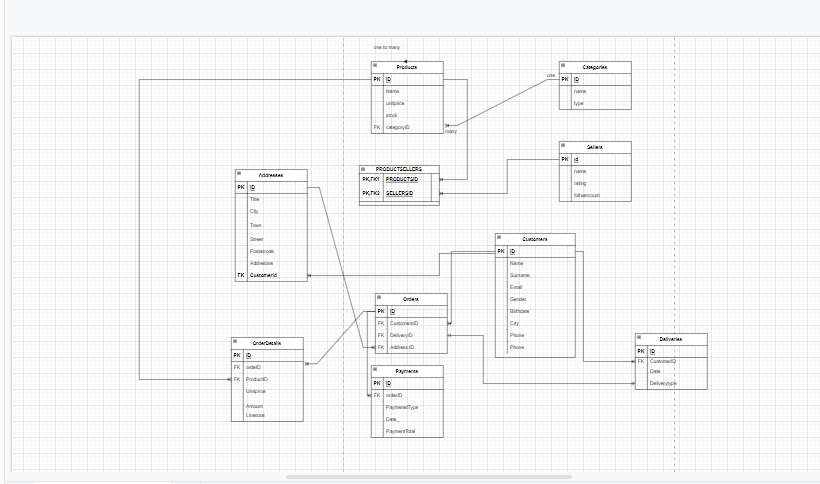 one to many
Products
PK ID
Name
unitprice
stock
FK categoryID
one
many
Categories
PK ID
name
type
Sellers
PK id
name
rating
PRODUCTSELLERS
PK,FK1 PRODUCTSID
PK,FK2 SELLERSID
Addresses
PK ID
Title
City
Town
Street
Postalcode
FK CustomerId
Customers
PK ID
Name
Surname
Email
Gender
Birthdate
City
Phone
Phone
Orders
PK ID
FK CustomerID
FK DeliveryID
FK AddressID
OrderDetails
PK ID
FK orderID
FK ProductID
Unitprice
Amount
Linetotal
Payments
PK ID
FK orderID
PaymentType
Date_
PaymentTotal
Deliveries
PK ID
FK CustomerID
Date
Deliverytype